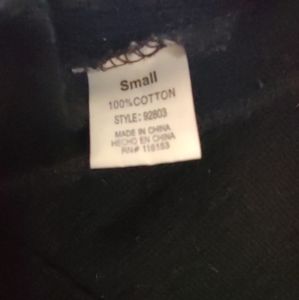 Small
100% COTTON
STYLE: 92803
MADE IN CHINA
HECHO EN CHINA
RN# 116153